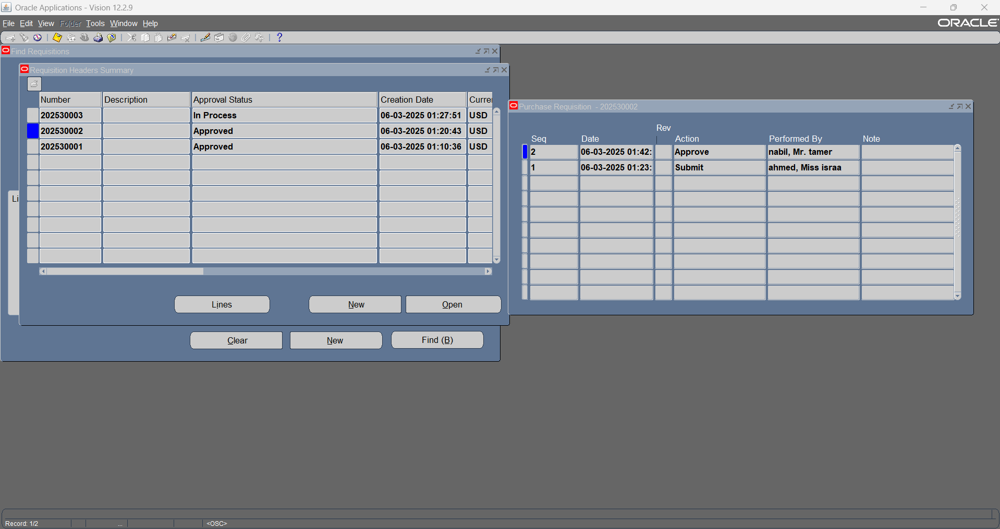 Oracle Applications - Vision 12.2.9
File Edit View Folder Tools Window Help
ORACLE
Find Requisitions
Requisition Headers Summary
Number Description Approval Status Creation Date Curre
202530003 In Process 06-03-2025 01:27:51 USD
202530002 Approved 06-03-2025 01:20:43 USD
202530001 Approved 06-03-2025 01:10:36 USD
Li
Lines New Open
Clear New Find (B)
Purchase Requisition - 202530002
Rev
Seq Date Action Performed By Note
2 06-03-2025 01:42: Approve nabil, Mr. tamer
1 06-03-2025 01:23: Submit ahmed, Miss israa
Record: 1/2 ... <OSC>